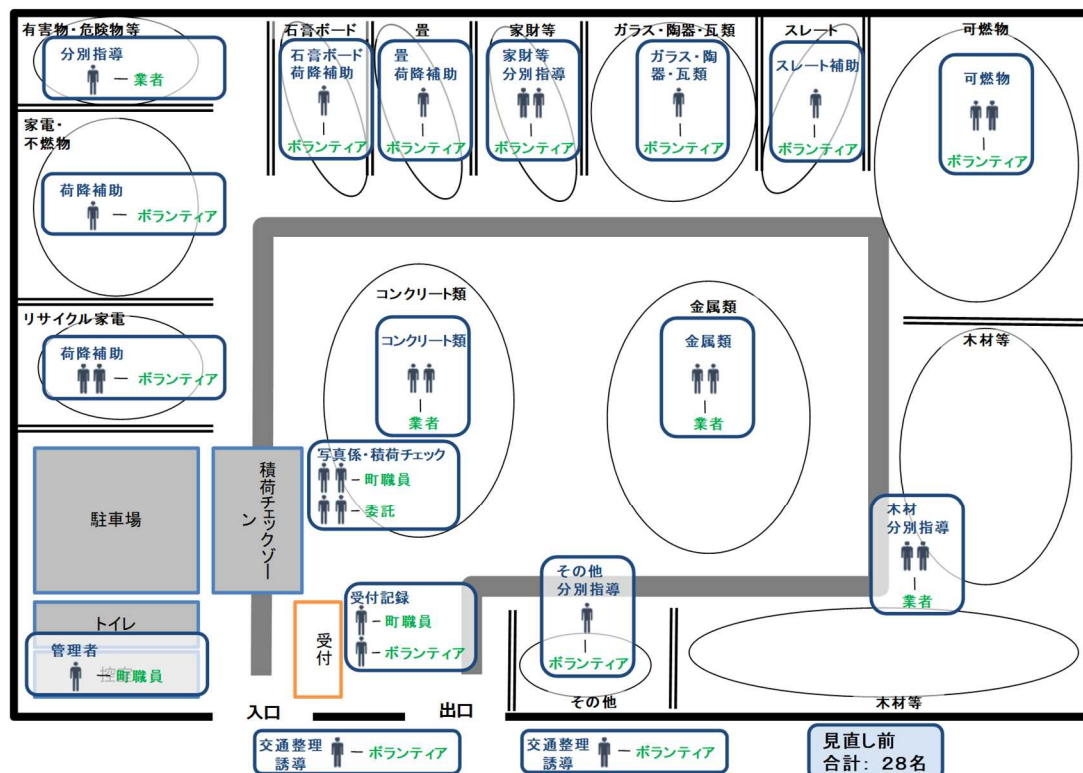 有害物・危険物等
分別指導
業者
石膏ボード
石膏ボード
荷降補助
ボランティア
畳
畳
荷降補助
ボランティア
家財等
家財等
分別指導
ボランティア
ガラス・陶器・瓦類
ガラス・陶
器・瓦類
ボランティア
スレート
スレート補助
ボランティア
可燃物
可燃物
ボランティア
家電・
不燃物
荷降補助
ボランティア
リサイクル家電
荷降補助
ボランティア
コンクリート類
コンクリート類
業者
金属類
金属類
業者
木材等
写真係・積荷チェック
町職員
委託
駐車場
積荷チェックゾー
ン
木材
分別指導
業者
その他
分別指導
ボランティア
受付記録
町職員
ボランティア
受付
トイレ
管理者
町職員
入口
出口
その他
木材等
交通整理
誘導
ボランティア
交通整理
誘導
ボランティア
見直し前
合計：28名